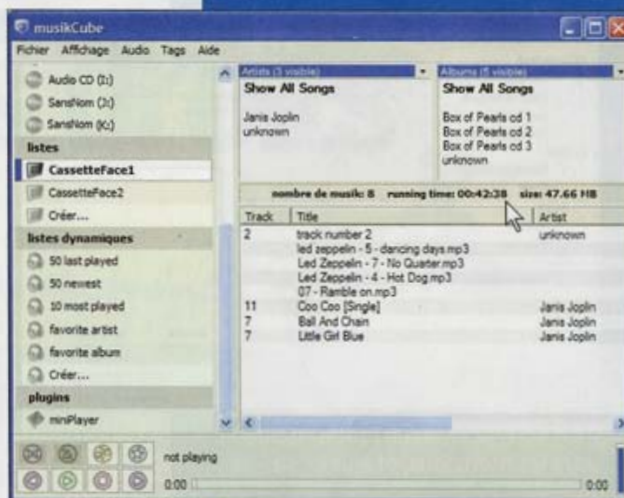 musikCube
Fichier Affichage Audio Tags Aide
Audio CD (I:)
SansNom (J:)
SansNom (K:)
listes
CassetteFace1
CassetteFace2
Créer...
listes dynamiques
50 last played
50 newest
10 most played
favorite artist
favorite album
Créer...
plugins
miniPlayer
Artists (3 visible)
Show All Songs
Janis Joplin
unknown
Albums (5 visible)
Show All Songs
Box of Pearls cd 1
Box of Pearls cd 2
Box of Pearls cd 3
unknown
nombre de musik: 8 running time: 00:42:38 size: 47.66 MB
Track Title Artist
2 track number 2 unknown
led zeppelin - 5 - dancing days.mp3
Led Zeppelin - 7 - No Quater.mp3
Led Zeppelin - 4 - Hot Dog.mp3
07 - Ramble on.mp3
11 Coo Coo [Single] Janis Joplin
7 Ball And Chain Janis Joplin
7 Little Girl Blue Janis Joplin
not playing
0:00 0:00